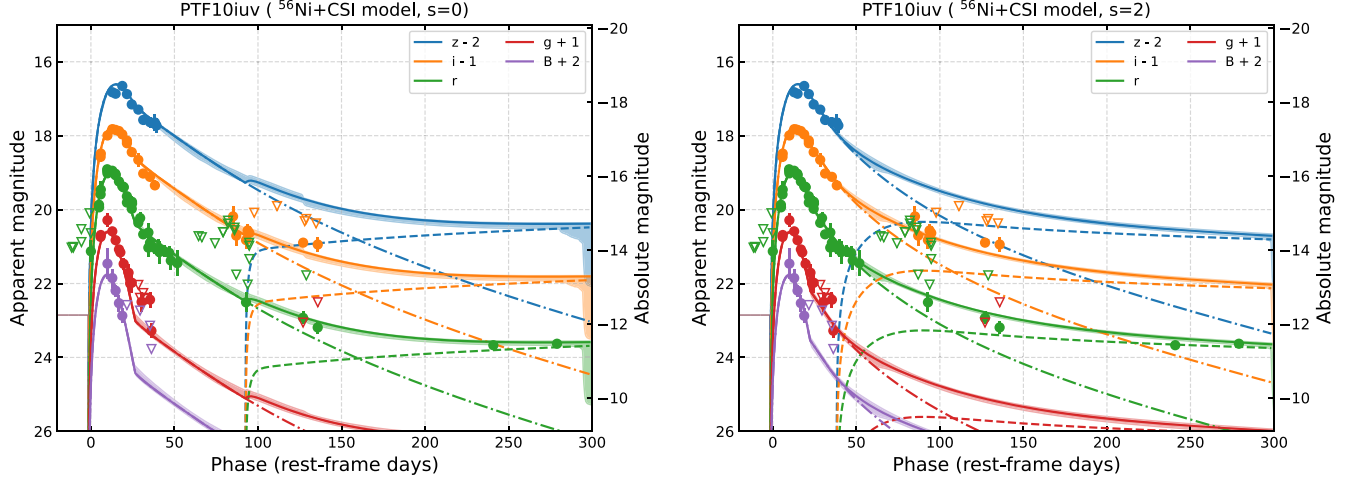 PTF10iuv ( ⁵⁶Ni+CSI model, s=0)
z - 2
i - 1
r
g + 1
B + 2
16
18
20
22
24
26
Apparent magnitude
0
50
100
150
200
250
300
Phase (rest-frame days)
−20
−18
−16
−14
−12
−10
Absolute magnitude
PTF10iuv ( ⁵⁶Ni+CSI model, s=2)
z - 2
i - 1
r
g + 1
B + 2
16
18
20
22
24
26
Apparent magnitude
0
50
100
150
200
250
300
Phase (rest-frame days)
−20
−18
−16
−14
−12
−10
Absolute magnitude